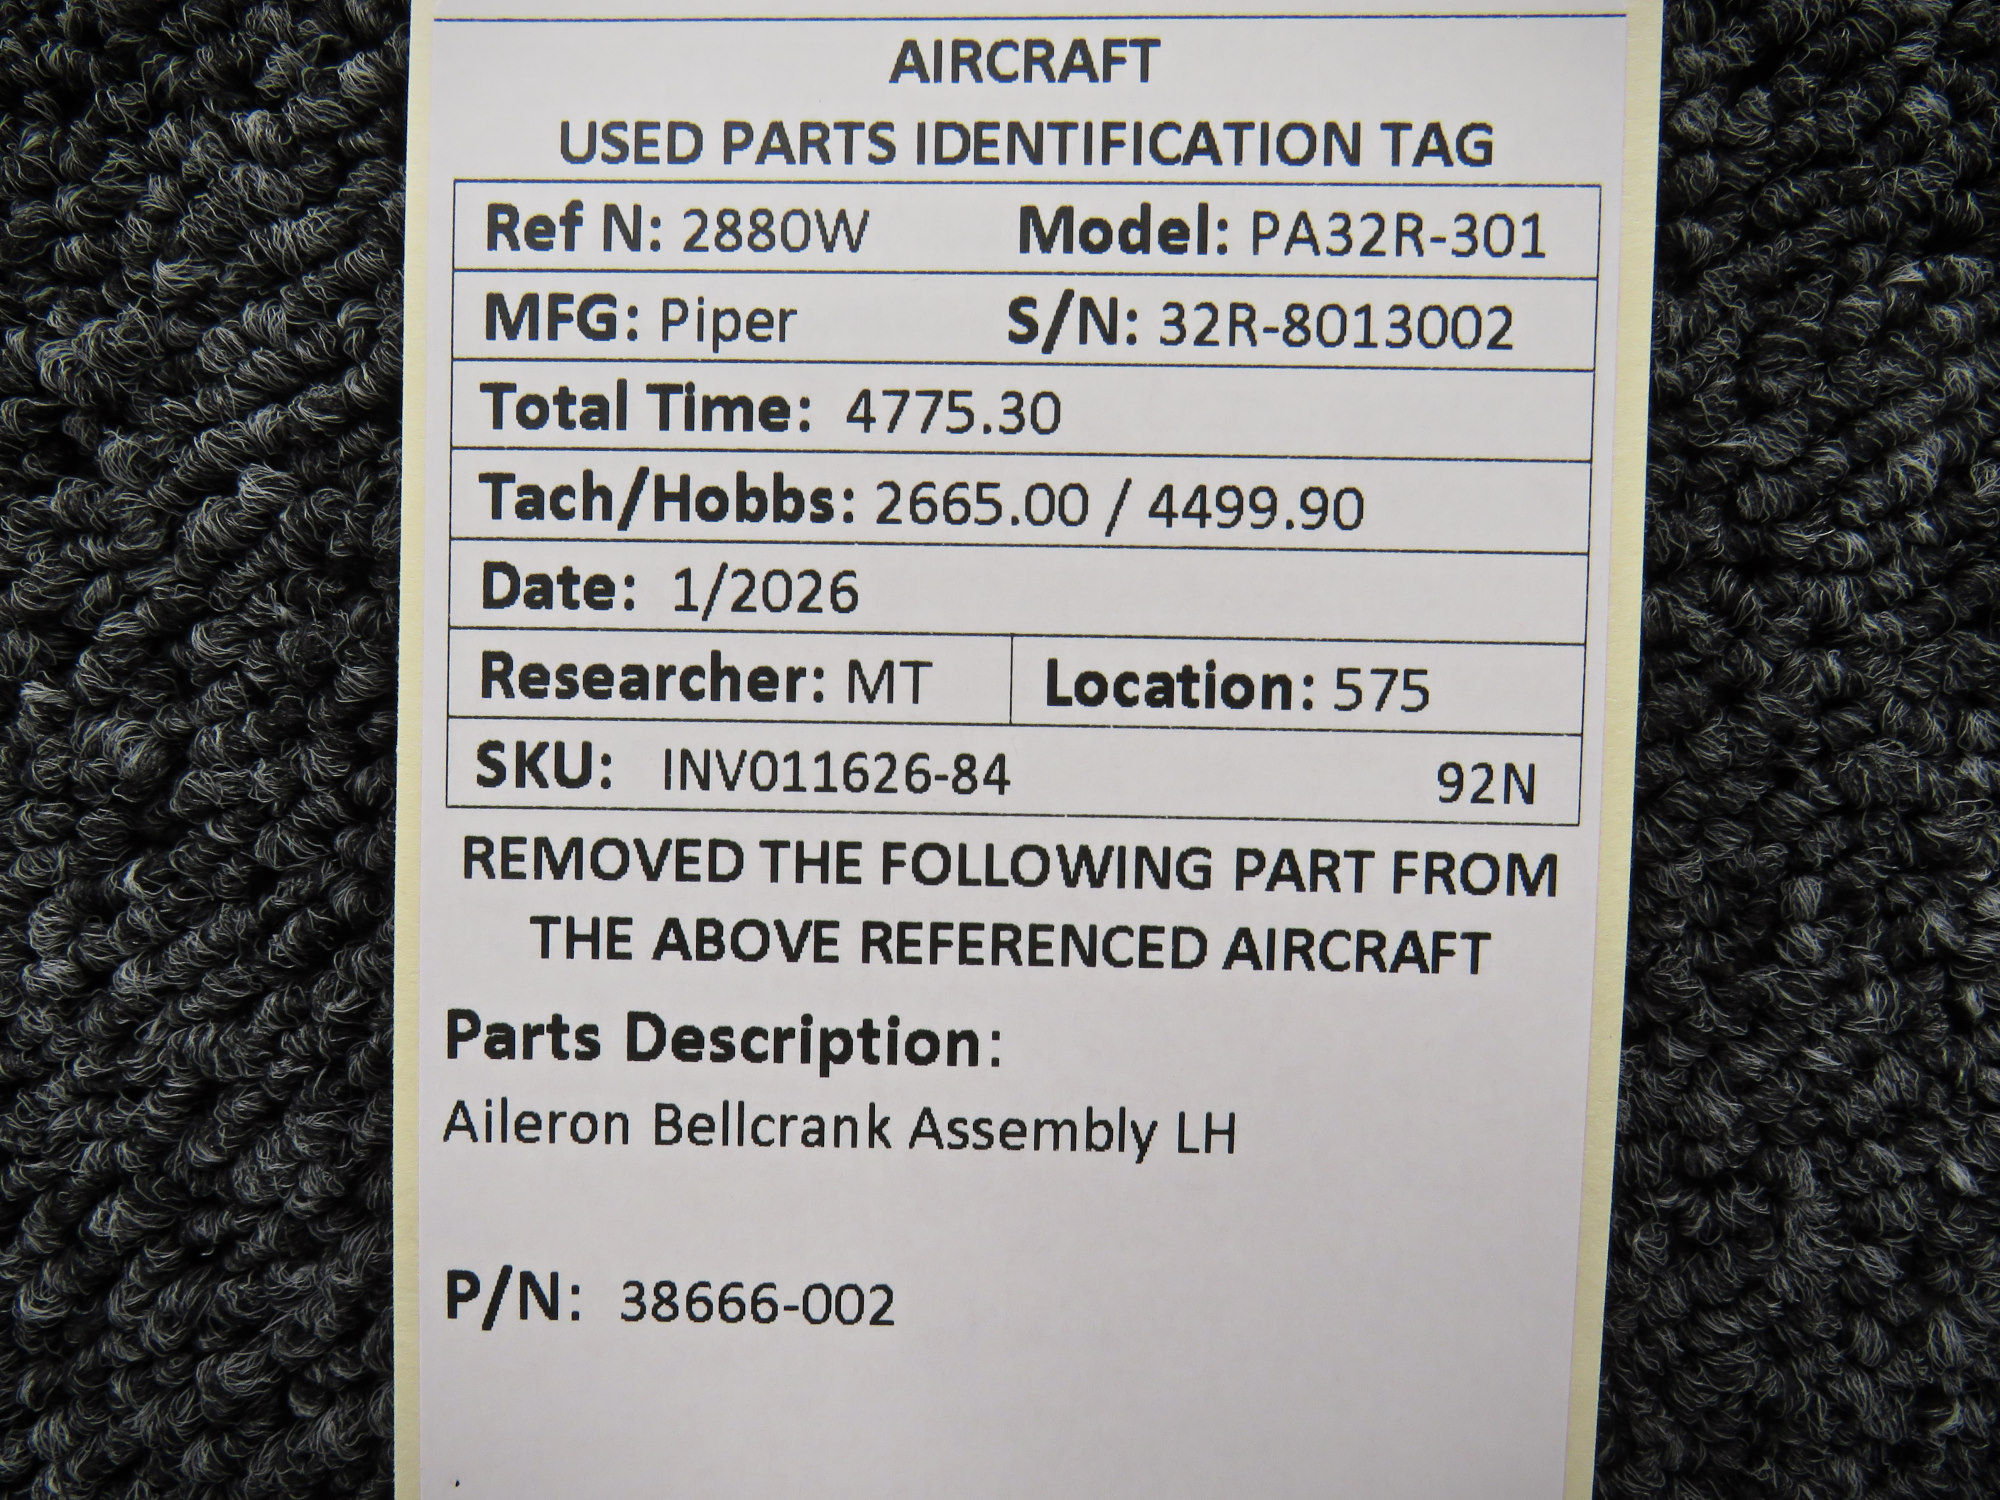 AIRCRAFT
USED PARTS IDENTIFICATION TAG
Ref N: 2880W Model: PA32R-301
MFG: Piper S/N: 32R-8013002
Total Time: 4775.30
Tach/Hobbs: 2665.00 / 4499.90
Date: 1/2026
Researcher: MT Location: 575
SKU: INV011626-84 92N
REMOVED THE FOLLOWING PART FROM
THE ABOVE REFERENCED AIRCRAFT
Parts Description:
Aileron Bellcrank Assembly LH
P/N: 38666-002